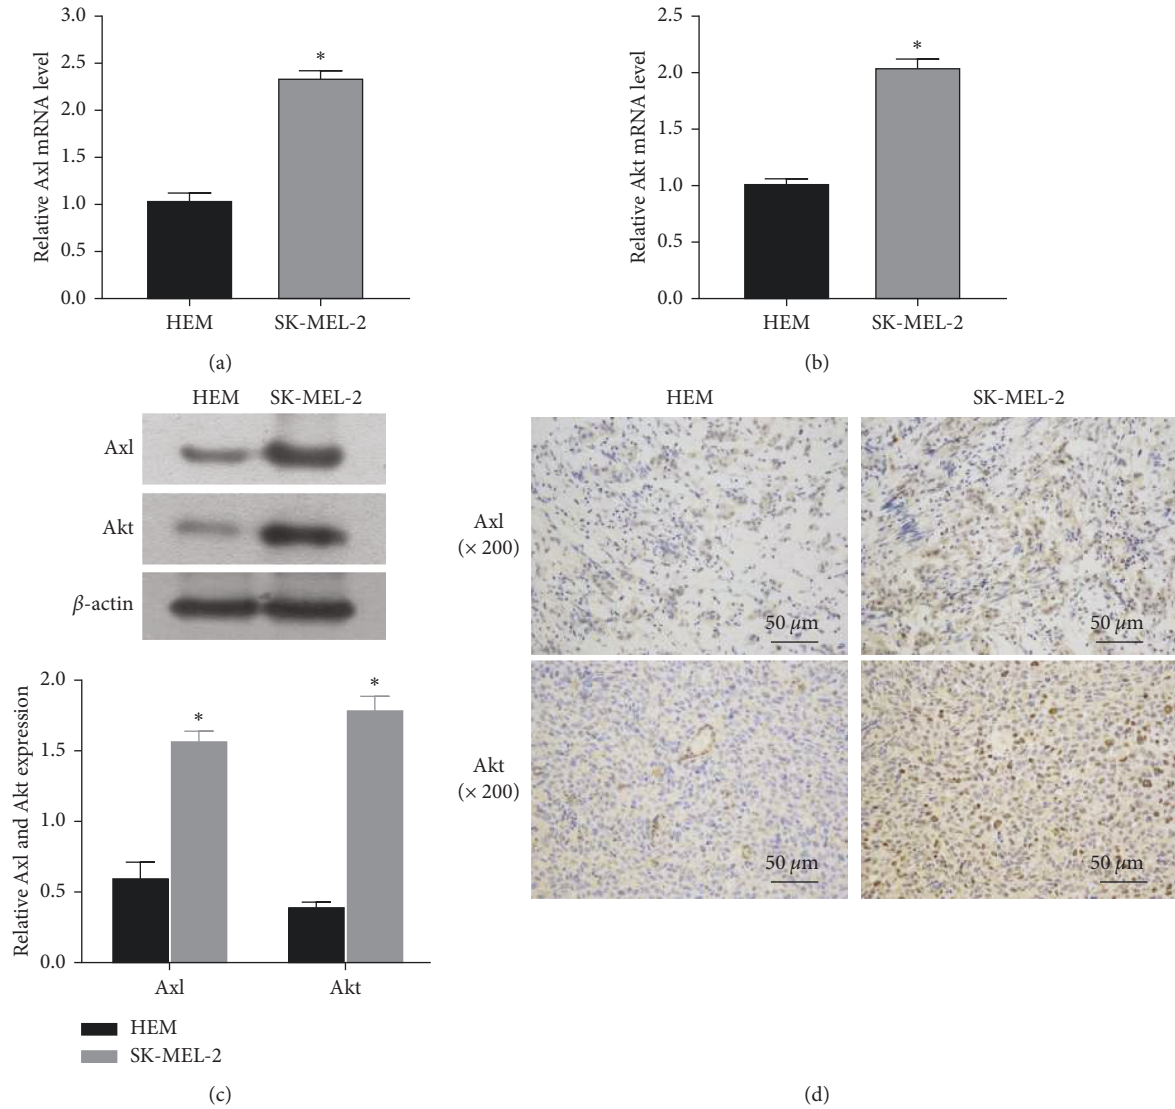 3.0
2.5
2.0
1.5
1.0
0.5
0.0
Relative Axl mRNA level
*
HEM
SK-MEL-2
(a)
2.5
2.0
1.5
1.0
0.5
0.0
Relative Akt mRNA level
*
HEM
SK-MEL-2
(b)
HEM
SK-MEL-2
Axl
Akt
β-actin
2.0
1.5
1.0
0.5
0.0
Relative Axl and Akt expression
*
*
Axl
Akt
HEM
SK-MEL-2
(c)
HEM
SK-MEL-2
Axl
(× 200)
50 μm
50 μm
Akt
(× 200)
50 μm
50 μm
(d)